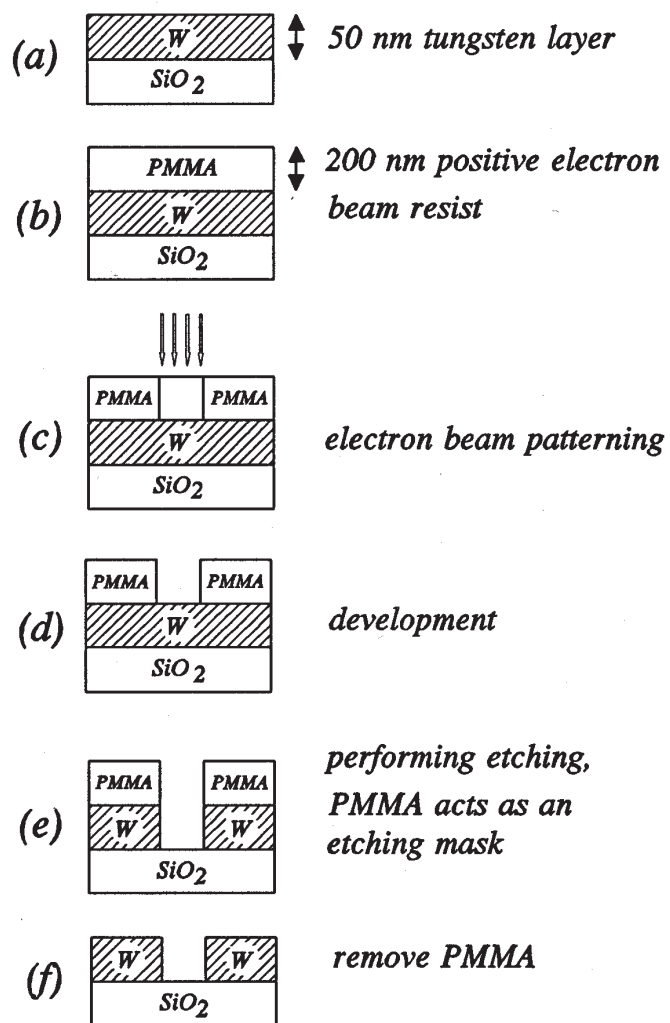 (a)
W
SiO2
50 nm tungsten layer
(b)
PMMA
W
SiO2
200 nm positive electron
beam resist
(c)
PMMA PMMA
W
SiO2
electron beam patterning
(d)
PMMA PMMA
W
SiO2
development
(e)
PMMA PMMA
W W
SiO2
performing etching,
PMMA acts as an
etching mask
(f)
W W
SiO2
remove PMMA